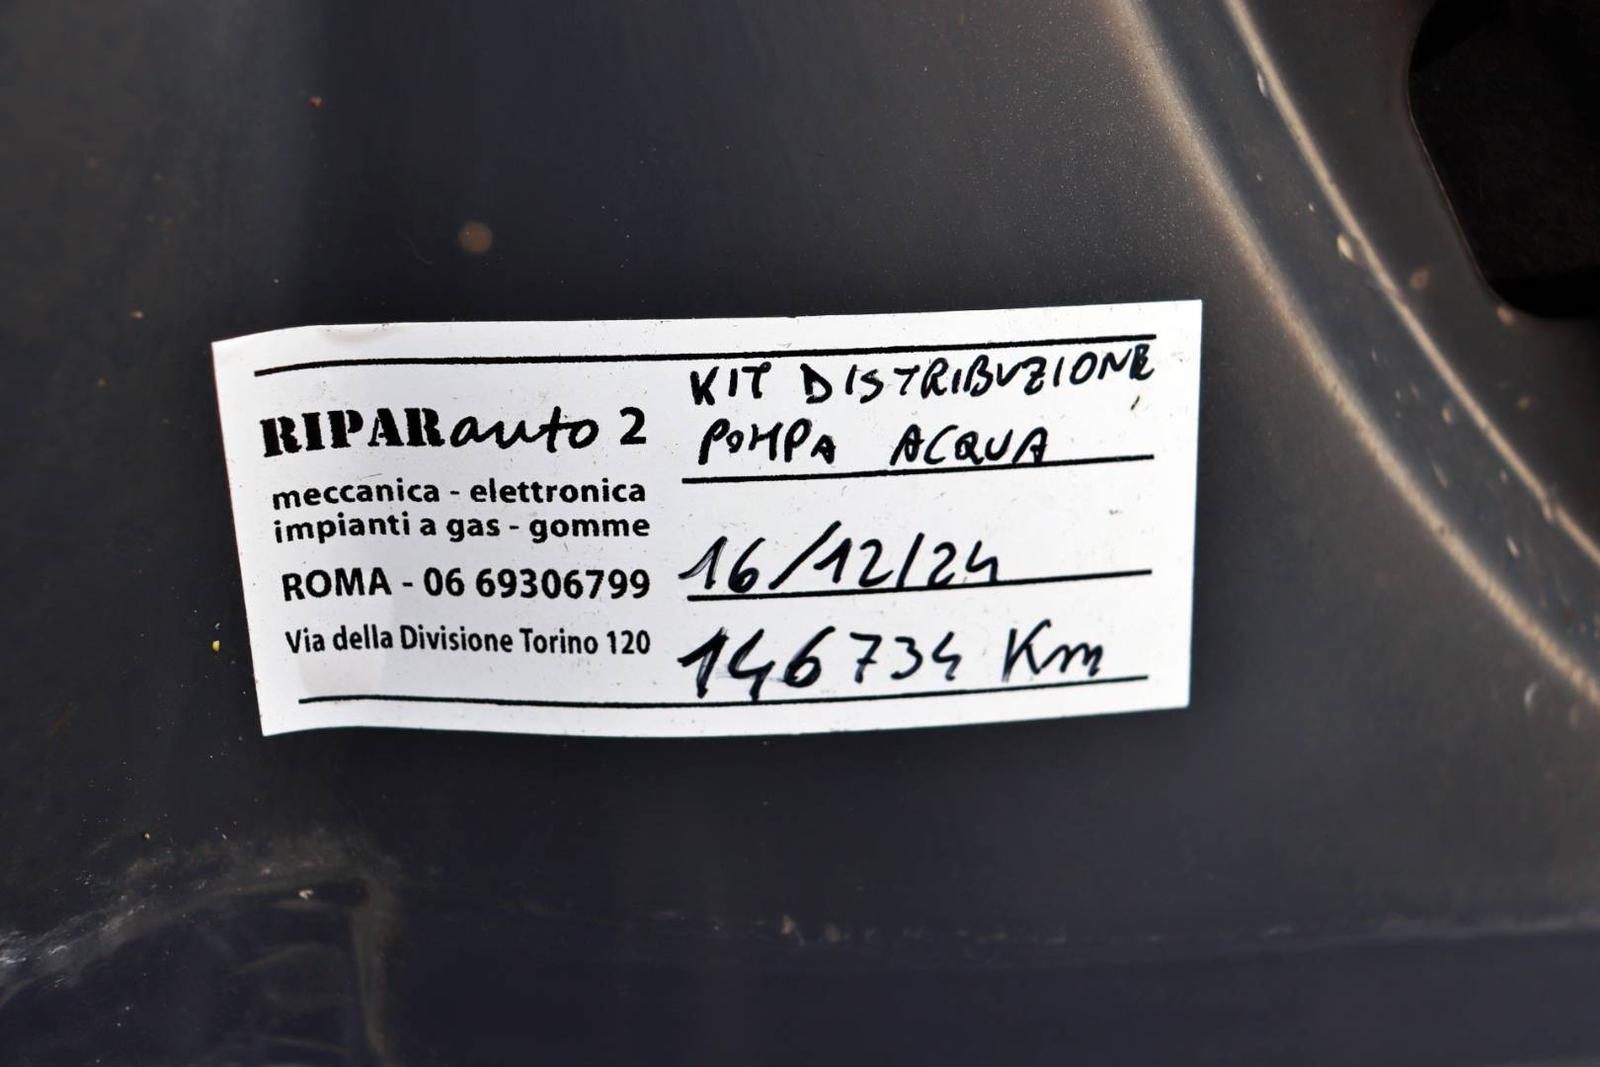 RIPARauto 2
meccanica - elettronica
impianti a gas - gomme
ROMA - 06 69306799
Via della Divisione Torino 120
KIT DISTRIBUZIONE
POMPA ACQUA
16/12/24
146734 Km